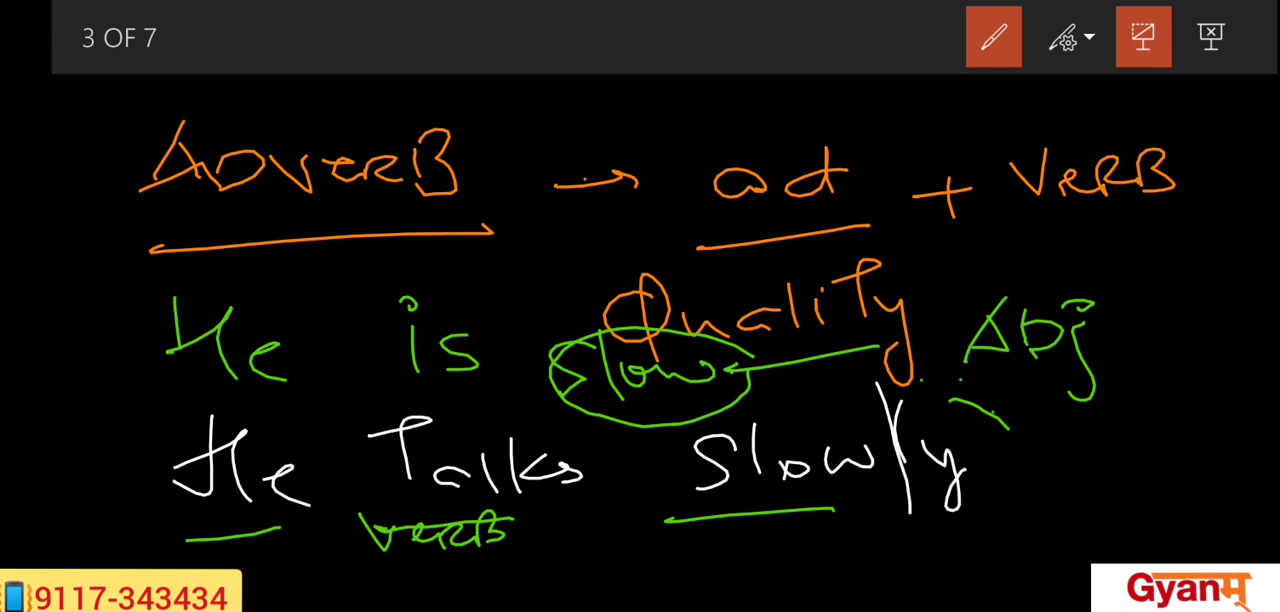 3 OF 7
ADVERB → ad + VERB
Quality
He is Slow ← ADj
He Talks Slowly
VERB
9117-343434
Gyanम्